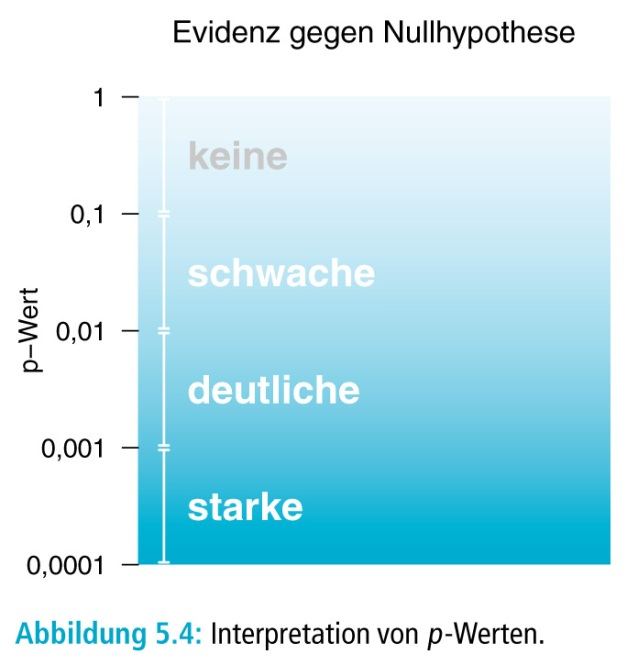 Evidenz gegen Nullhypothese
1
keine
0,1
schwache
p–Wert
0,01
deutliche
0,001
starke
0,0001
Abbildung 5.4: Interpretation von p-Werten.